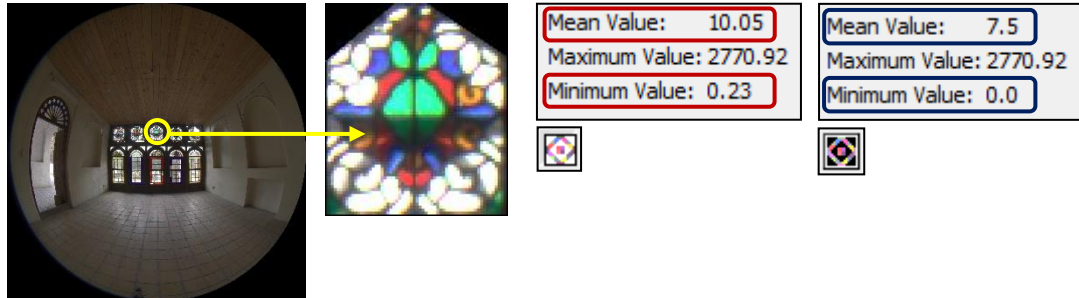 Mean Value: 10.05
Maximum Value: 2770.92
Minimum Value: 0.23
Mean Value: 7.5
Maximum Value: 2770.92
Minimum Value: 0.0